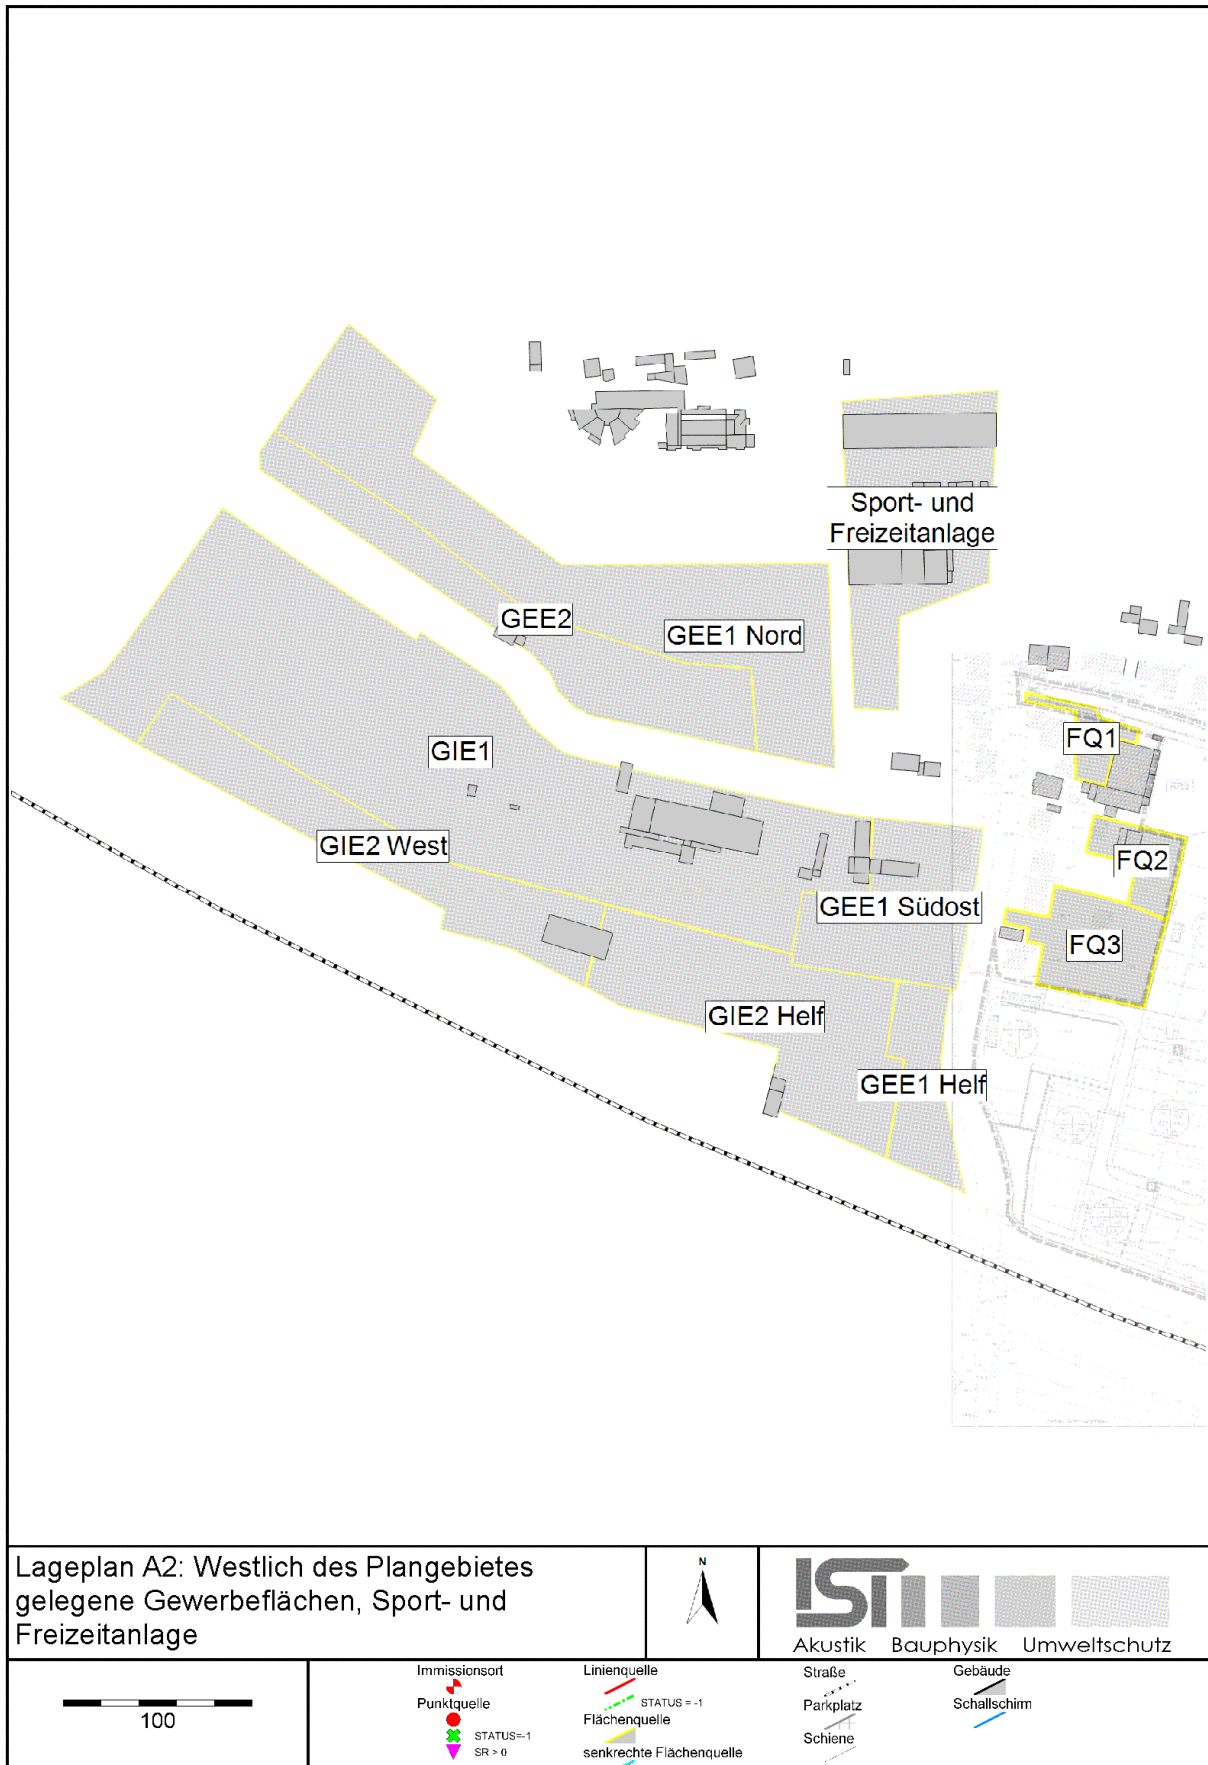 Sport- und
Freizeitanlage
GEE2
GEE1 Nord
FQ1
GIE1
GIE2 West
FQ2
GEE1 Südost
FQ3
GIE2 Helf
GEE1 Helf
Lageplan A2: Westlich des Plangebietes
gelegene Gewerbeflächen, Sport- und
Freizeitanlage
N
IST
Akustik Bauphysik Umweltschutz
100
Immissionsort
Punktquelle
STATUS=-1
SR > 0
Linienquelle
STATUS = -1
Flächenquelle
senkrechte Flächenquelle
Straße
Parkplatz
Schiene
Gebäude
Schallschirm